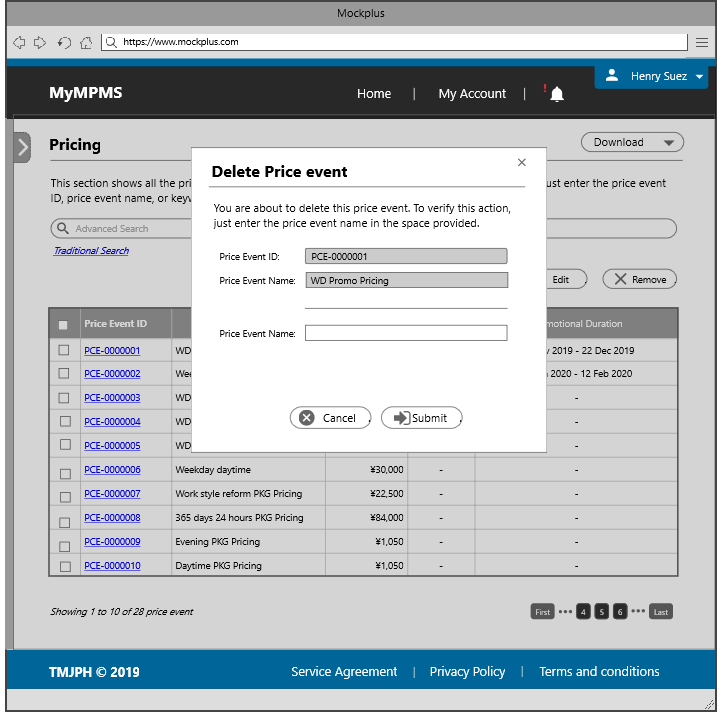 Mockplus
https://www.mockplus.com
Henry Suez
MyMPMS
Home | My Account | !
Pricing
Download
This section shows all the pri
ust enter the price event
ID, price event name, or keyw
Advanced Search
Traditional Search
Edit
Remove
Delete Price event
You are about to delete this price event. To verify this action,
just enter the price event name in the space provided.
Price Event ID: PCE-0000001
Price Event Name: WD Promo Pricing
Price Event Name:
Cancel
Submit
Price Event ID
motional Duration
PCE-0000001 WD 2019 - 22 Dec 2019
PCE-0000002 Wee 2020 - 12 Feb 2020
PCE-0000003 WD -
PCE-0000004 WD -
PCE-0000005 WD -
PCE-0000006 Weekday daytime ¥30,000 - -
PCE-0000007 Work style reform PKG Pricing ¥22,500 - -
PCE-0000008 365 days 24 hours PKG Pricing ¥84,000 - -
PCE-0000009 Evening PKG Pricing ¥1,050 - -
PCE-0000010 Daytime PKG Pricing ¥1,050 - -
Showing 1 to 10 of 28 price event
First ••• 4 5 6 ••• Last
TMJPH © 2019
Service Agreement | Privacy Policy | Terms and conditions